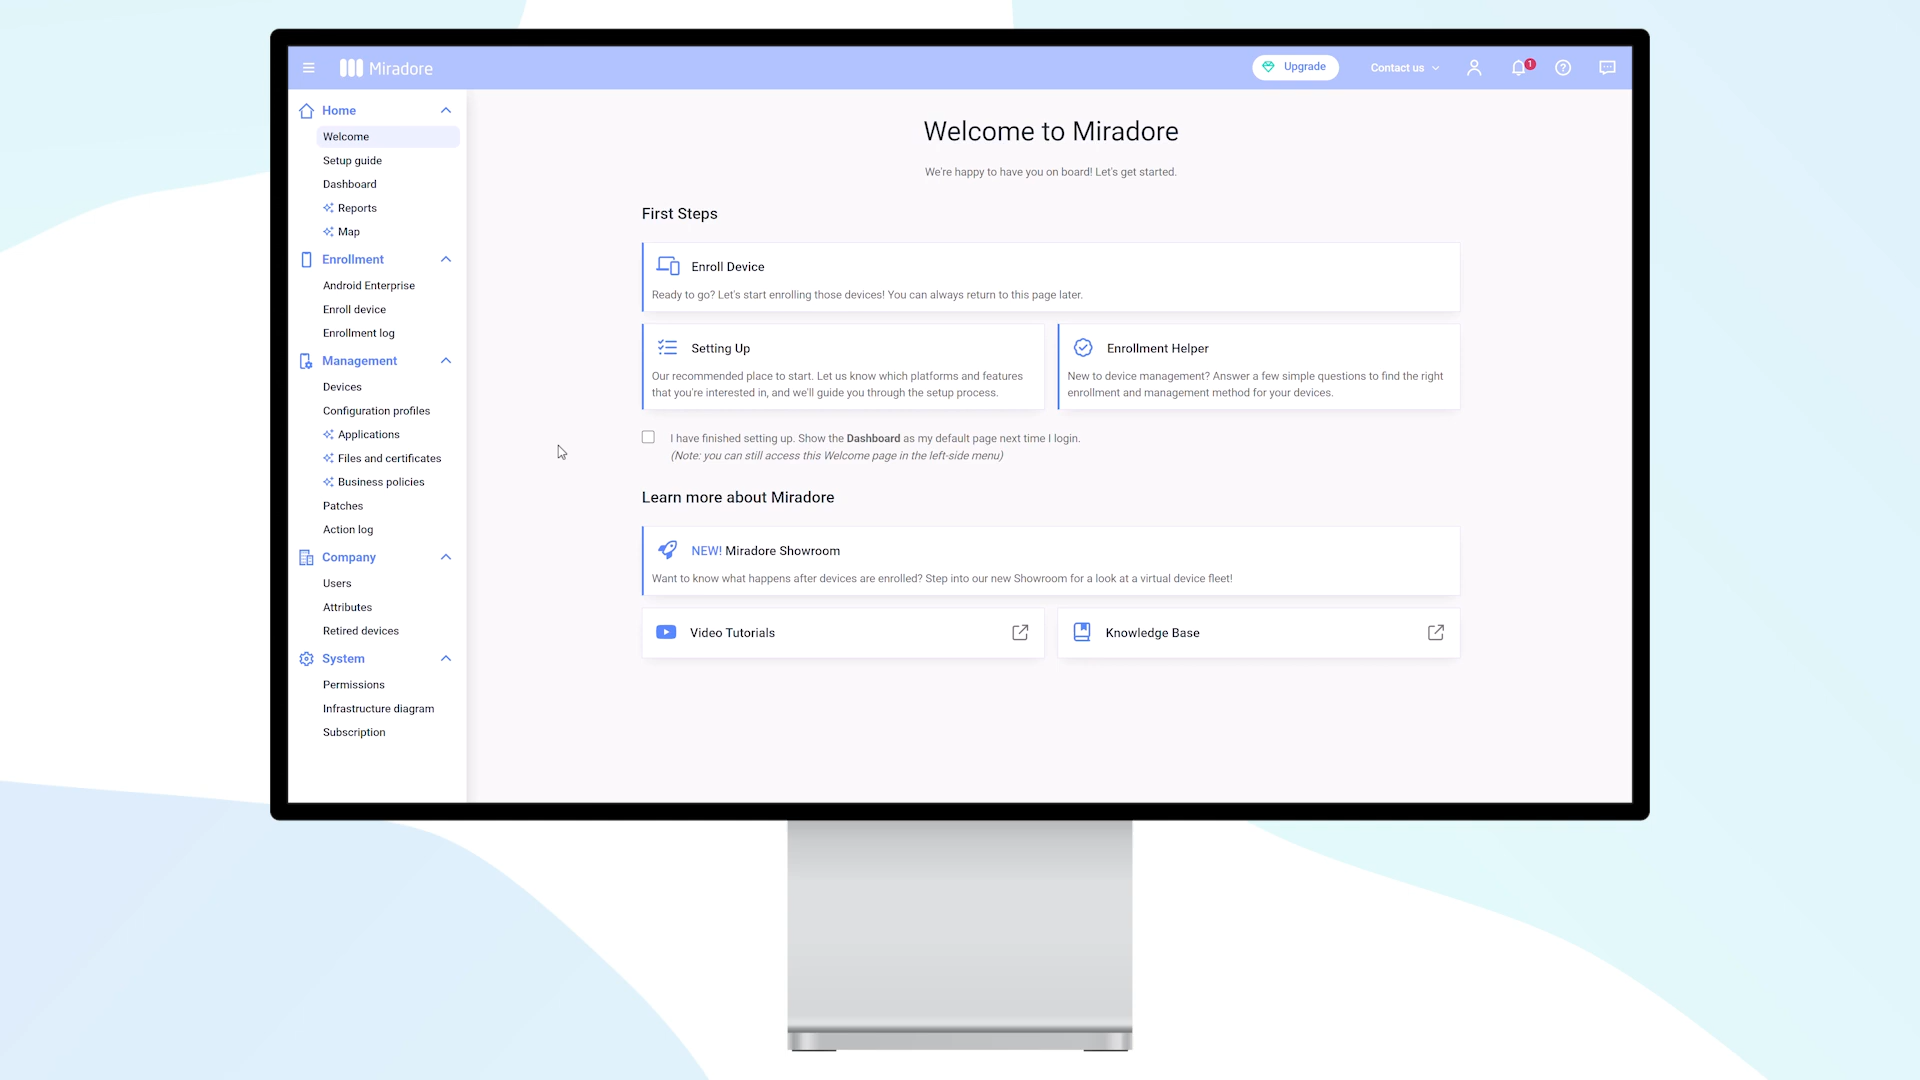 Miradore
Upgrade
Contact us
1
Home
Welcome
Setup guide
Dashboard
Reports
Map
Enrollment
Android Enterprise
Enroll device
Enrollment log
Management
Devices
Configuration profiles
Applications
Files and certificates
Business policies
Patches
Action log
Company
Users
Attributes
Retired devices
System
Permissions
Infrastructure diagram
Subscription
Welcome to Miradore
We're happy to have you on board! Let's get started.
First Steps
Enroll Device
Ready to go? Let's start enrolling those devices! You can always return to this page later.
Setting Up
Our recommended place to start. Let us know which platforms and features
that you're interested in, and we'll guide you through the setup process.
Enrollment Helper
New to device management? Answer a few simple questions to find the right
enrollment and management method for your devices.
I have finished setting up. Show the Dashboard as my default page next time I login.
(Note: you can still access this Welcome page in the left-side menu)
Learn more about Miradore
NEW! Miradore Showroom
Want to know what happens after devices are enrolled? Step into our new Showroom for a look at a virtual device fleet!
Video Tutorials
Knowledge Base